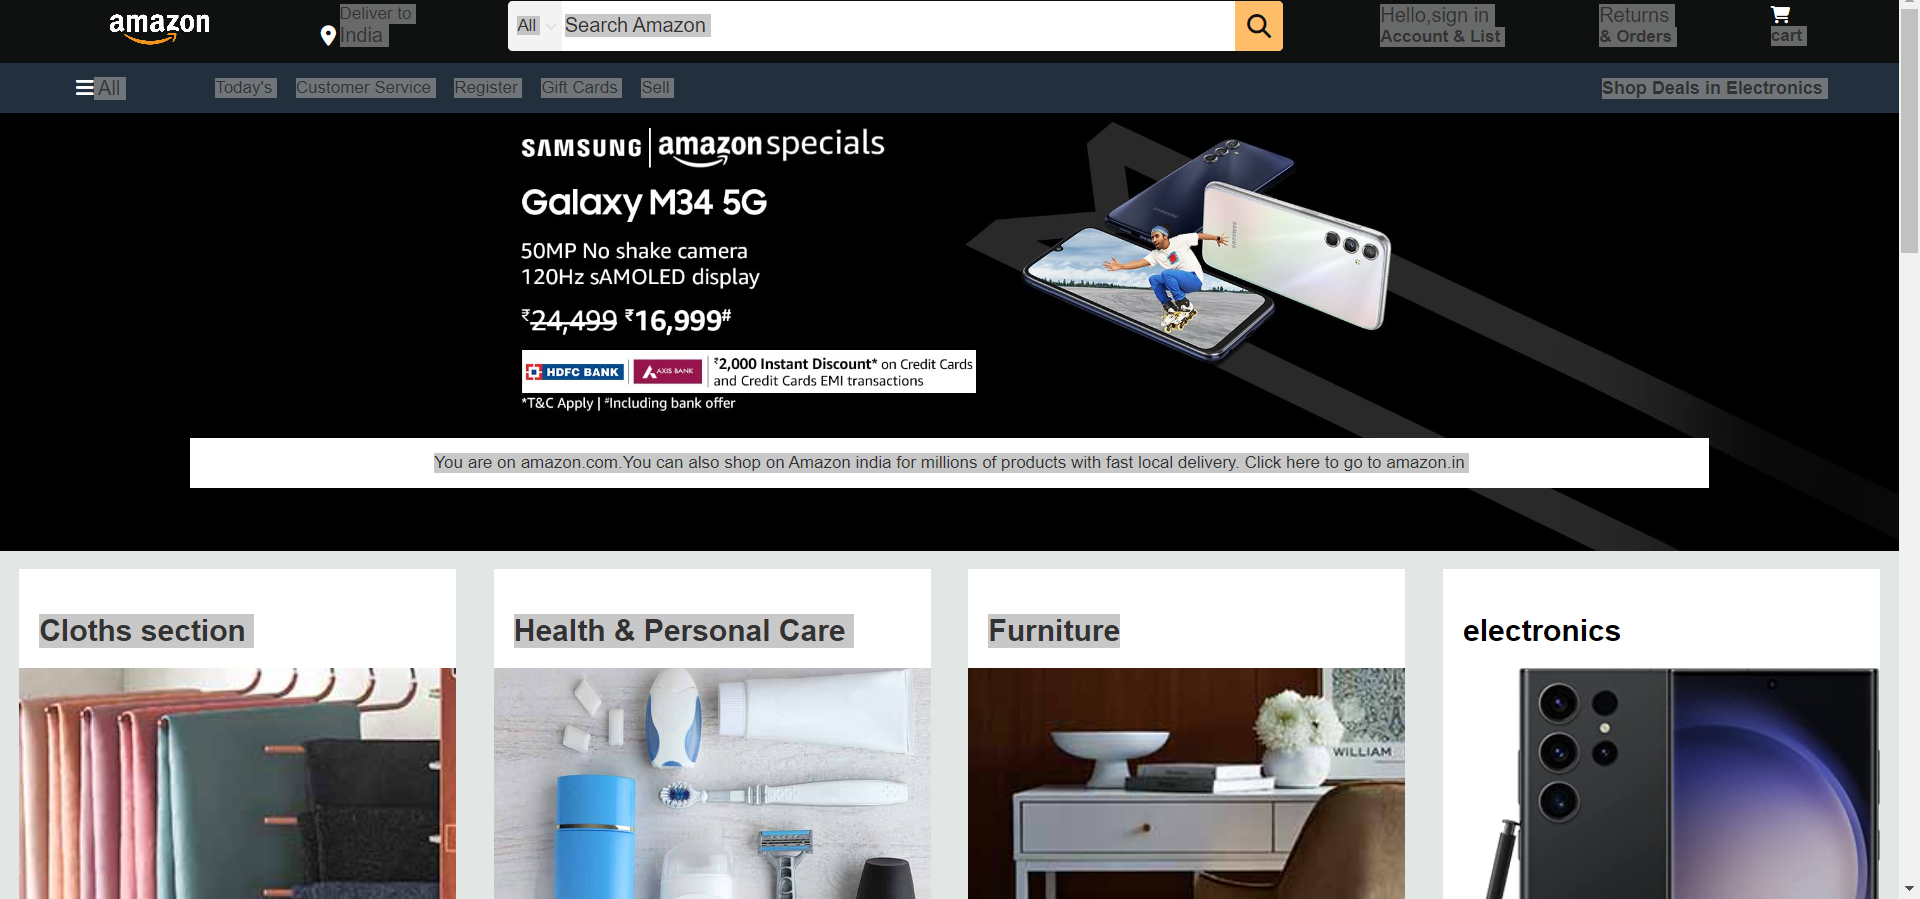 amazon
Deliver to
India
All
Search Amazon
Hello,sign in
Account & List
Returns
& Orders
cart
All
Today's
Customer Service
Register
Gift Cards
Sell
Shop Deals in Electronics
SAMSUNG | amazon specials
Galaxy M34 5G
50MP No shake camera
120Hz sAMOLED display
₹24,499 ₹16,999#
HDFC BANK
AXIS BANK
₹2,000 Instant Discount* on Credit Cards
and Credit Cards EMI transactions
*T&C Apply | #Including bank offer
SAMSUNG
You are on amazon.com.You can also shop on Amazon india for millions of products with fast local delivery. Click here to go to amazon.in
Cloths section
Health & Personal Care
Furniture
electronics
WILLIAM